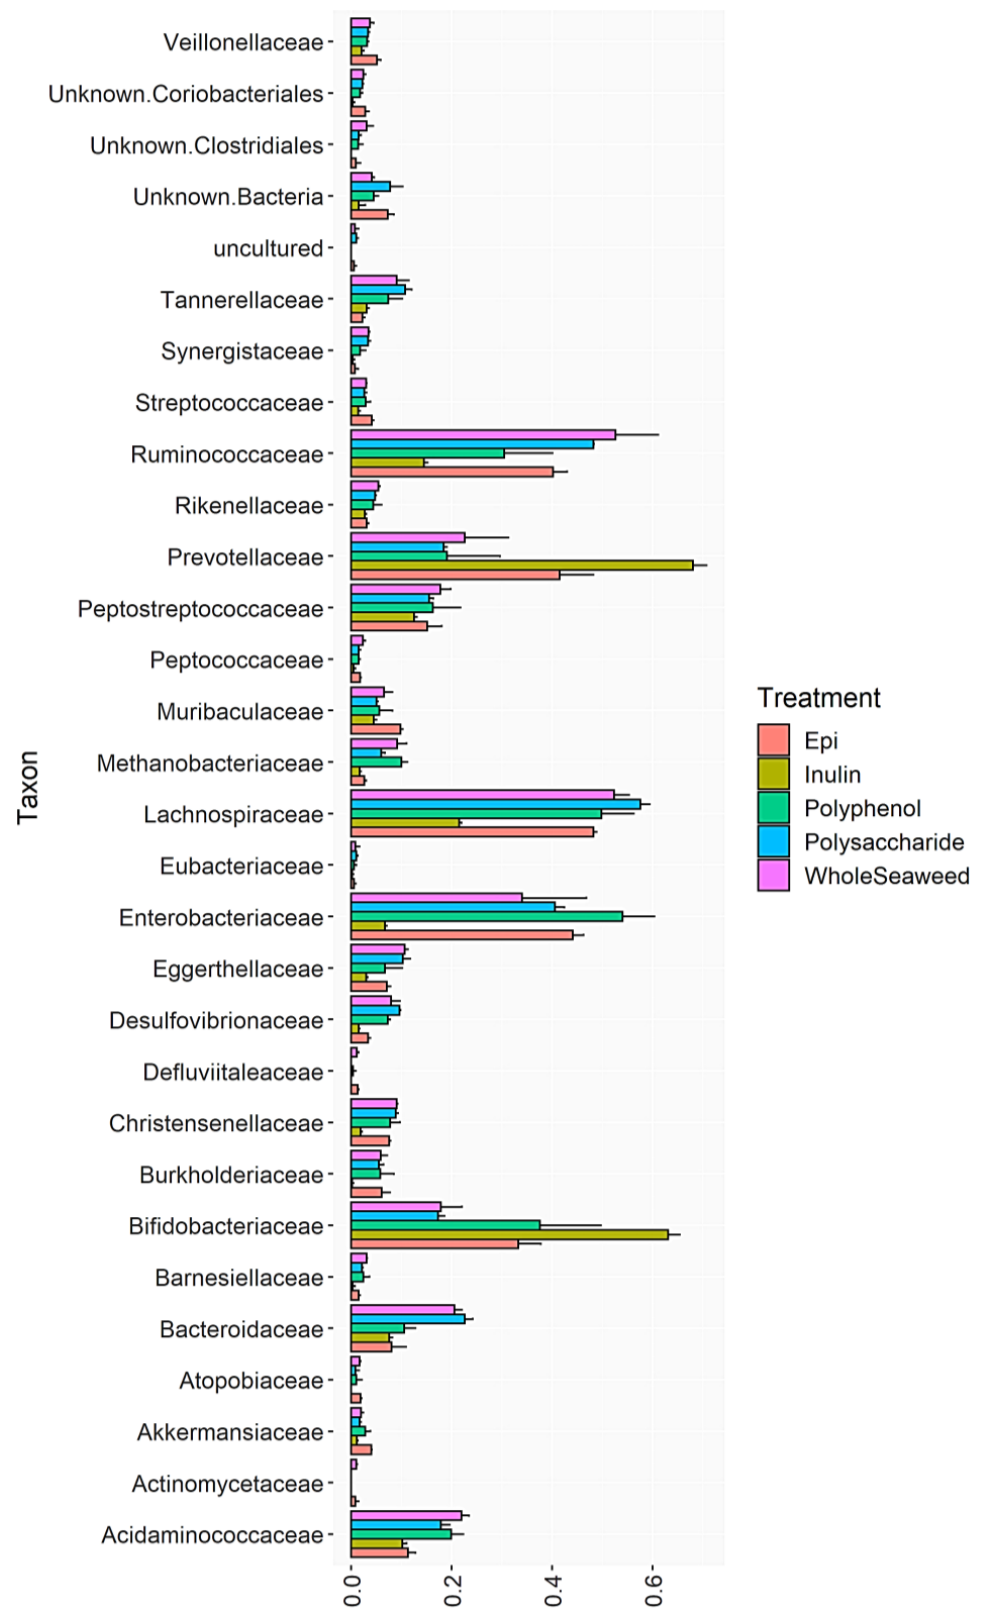 Veillonellaceae
Unknown.Coriobacteriales
Unknown.Clostridiales
Unknown.Bacteria
uncultured
Tannerellaceae
Synergistaceae
Streptococcaceae
Ruminococcaceae
Rikenellaceae
Prevotellaceae
Peptostreptococcaceae
Peptococcaceae
Muribaculaceae
Methanobacteriaceae
Lachnospiraceae
Eubacteriaceae
Enterobacteriaceae
Eggerthellaceae
Desulfovibrionaceae
Defluviitaleaceae
Christensenellaceae
Burkholderiaceae
Bifidobacteriaceae
Barnesiellaceae
Bacteroidaceae
Atopobiaceae
Akkermansiaceae
Actinomycetaceae
Acidaminococcaceae
Taxon
0.0
0.2
0.4
0.6
Treatment
Epi
Inulin
Polyphenol
Polysaccharide
WholeSeaweed